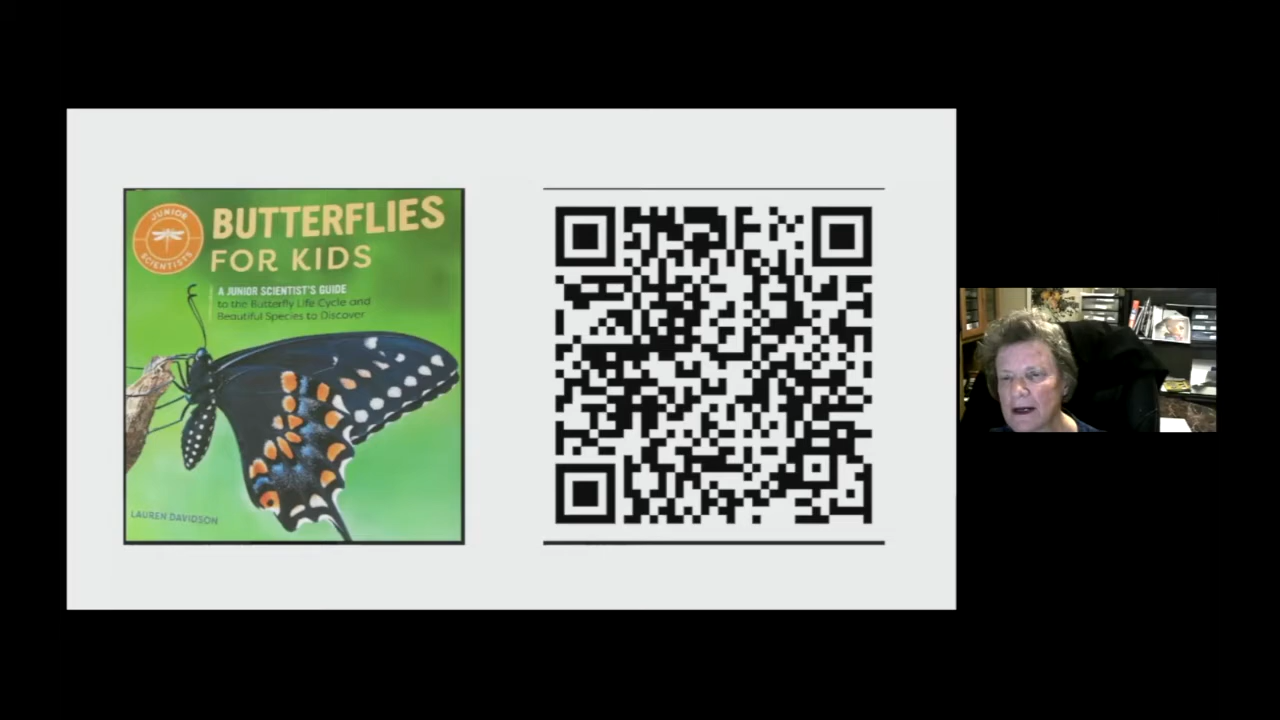 JUNIOR
SCIENTISTS
BUTTERFLIES
FOR KIDS
A JUNIOR SCIENTIST'S GUIDE
to the Butterfly Life Cycle and
Beautiful Species to Discover
LAUREN DAVIDSON